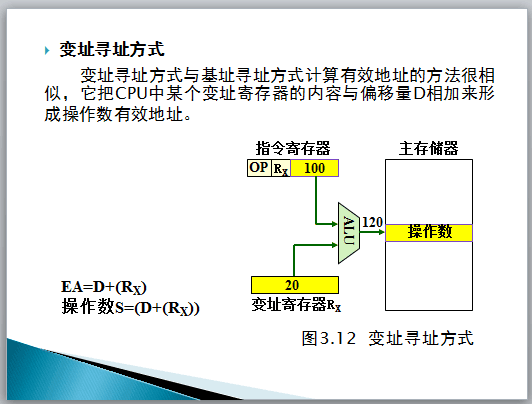 变址寻址方式
变址寻址方式与基址寻址方式计算有效地址的方法很相
似，它把CPU中某个变址寄存器的内容与偏移量D相加来形
成操作数有效地址。
指令寄存器
主存储器
OP RX 100
ALU
120
操作数
20
变址寄存器RX
EA=D+(RX)
操作数S=(D+(RX))
图3.12 变址寻址方式